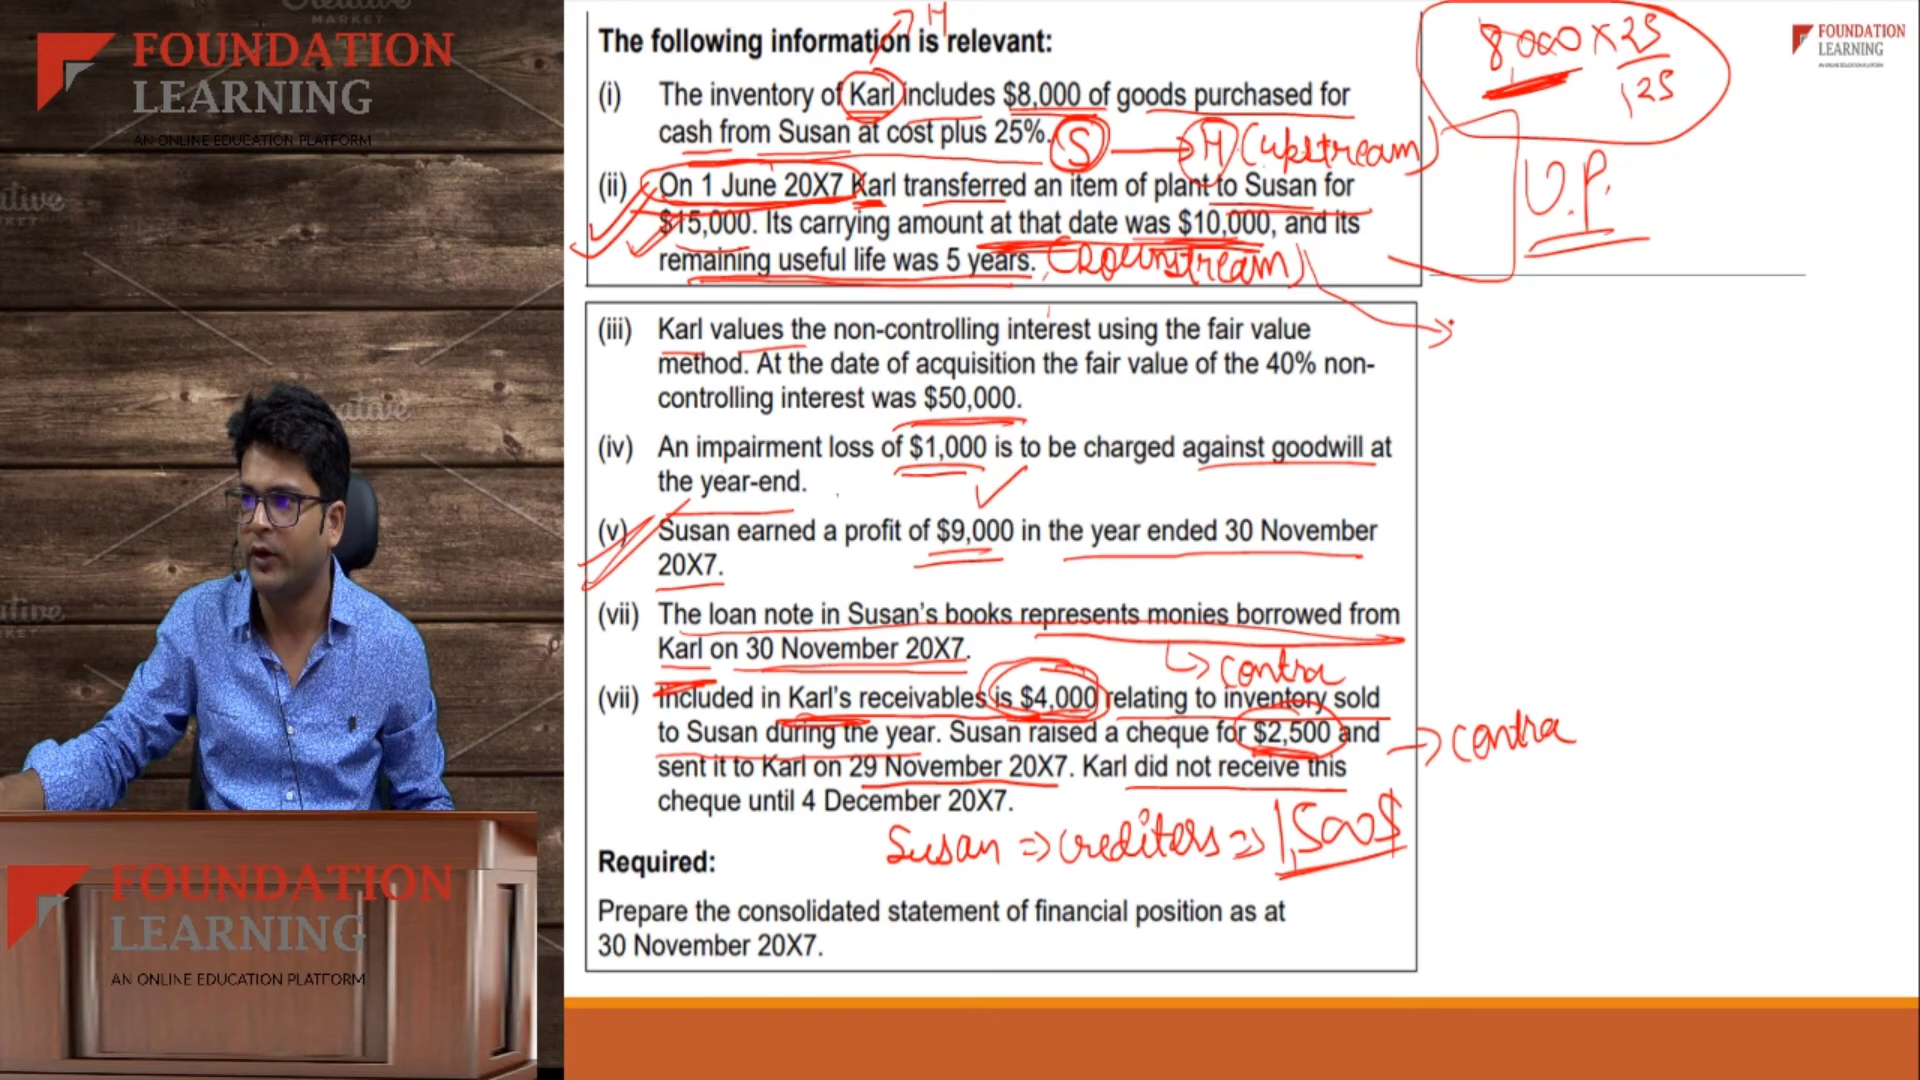 Creative
MARKET
FOUNDATION
LEARNING
AN ONLINE EDUCATION PLATFORM
The following information is relevant:
H
(i) The inventory of Karl includes $8,000 of goods purchased for
cash from Susan at cost plus 25%.
S → H (upstream)
(ii) On 1 June 20X7 Karl transferred an item of plant to Susan for
$15,000. Its carrying amount at that date was $10,000, and its
remaining useful life was 5 years. (Downstream)
8000 × 25
125
U.P.
FOUNDATION
LEARNING
AN ONLINE EDUCATION PLATFORM
(iii) Karl values the non-controlling interest using the fair value
method. At the date of acquisition the fair value of the 40% non-
controlling interest was $50,000.
(iv) An impairment loss of $1,000 is to be charged against goodwill at
the year-end.
(v) Susan earned a profit of $9,000 in the year ended 30 November
20X7.
(vii) The loan note in Susan's books represents monies borrowed from
Karl on 30 November 20X7.
contra
(vii) Included in Karl's receivables is $4,000 relating to inventory sold
to Susan during the year. Susan raised a cheque for $2,500 and
→ contra
sent it to Karl on 29 November 20X7. Karl did not receive this
cheque until 4 December 20X7.
Susan ⇒ crediters ⇒ 1,500$
Required:
Prepare the consolidated statement of financial position as at
30 November 20X7.
FOUNDATION
LEARNING
AN ONLINE EDUCATION PLATFORM